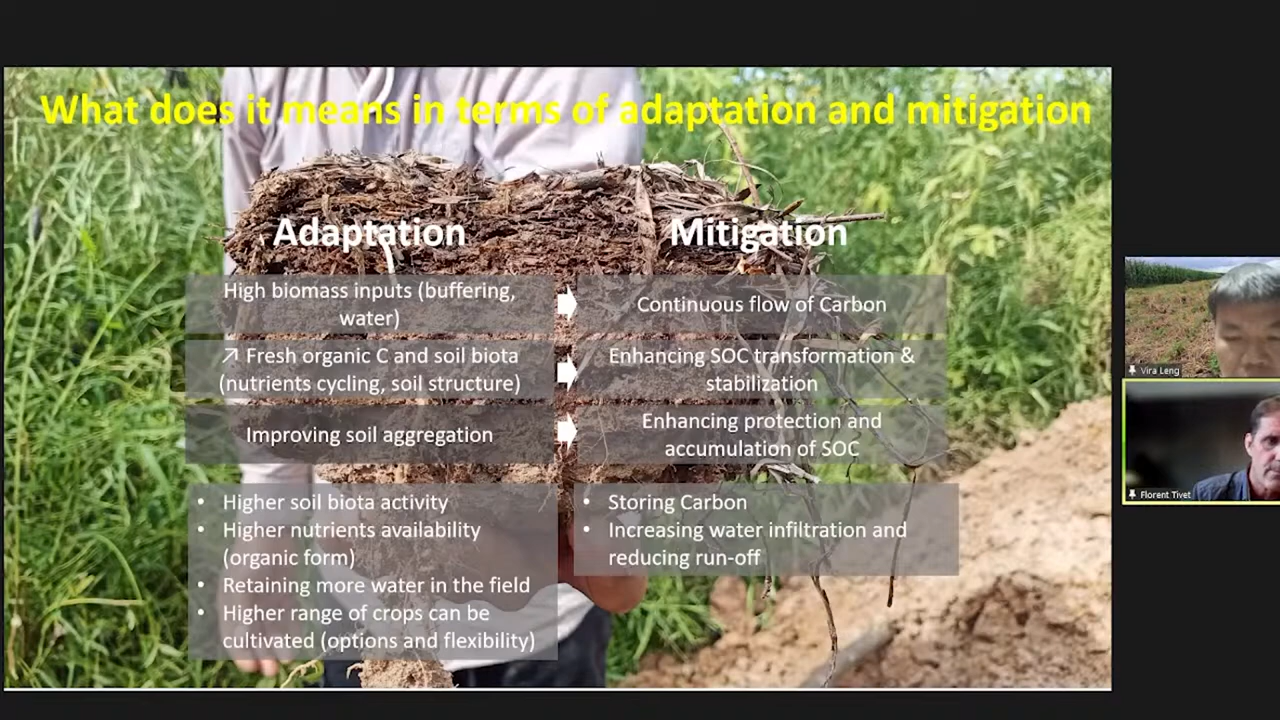 What does it means in terms of adaptation and mitigation
Adaptation
Mitigation
High biomass inputs (buffering,
water)
Continuous flow of Carbon
↗ Fresh organic C and soil biota
(nutrients cycling, soil structure)
Enhancing SOC transformation &
stabilization
Improving soil aggregation
Enhancing protection and
accumulation of SOC
• Higher soil biota activity
• Higher nutrients availability
(organic form)
• Retaining more water in the field
• Higher range of crops can be
cultivated (options and flexibility)
• Storing Carbon
• Increasing water infiltration and
reducing run-off
Vira Leng
Florent Tivet